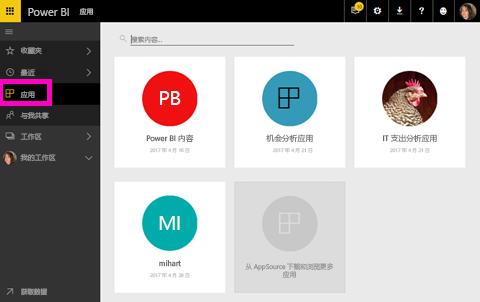 Power BI 应用
搜索内容...
收藏夹
最近
应用
与我共享
工作区
我的工作区
获取数据
PB
Power BI 内容
2017 年 4 月 16 日
机会分析应用
2017 年 4 月 21 日
IT 支出分析应用
2017 年 4 月 21 日
MI
mihart
2017 年 4 月 28 日
从 AppSource 下载和浏览更多
应用